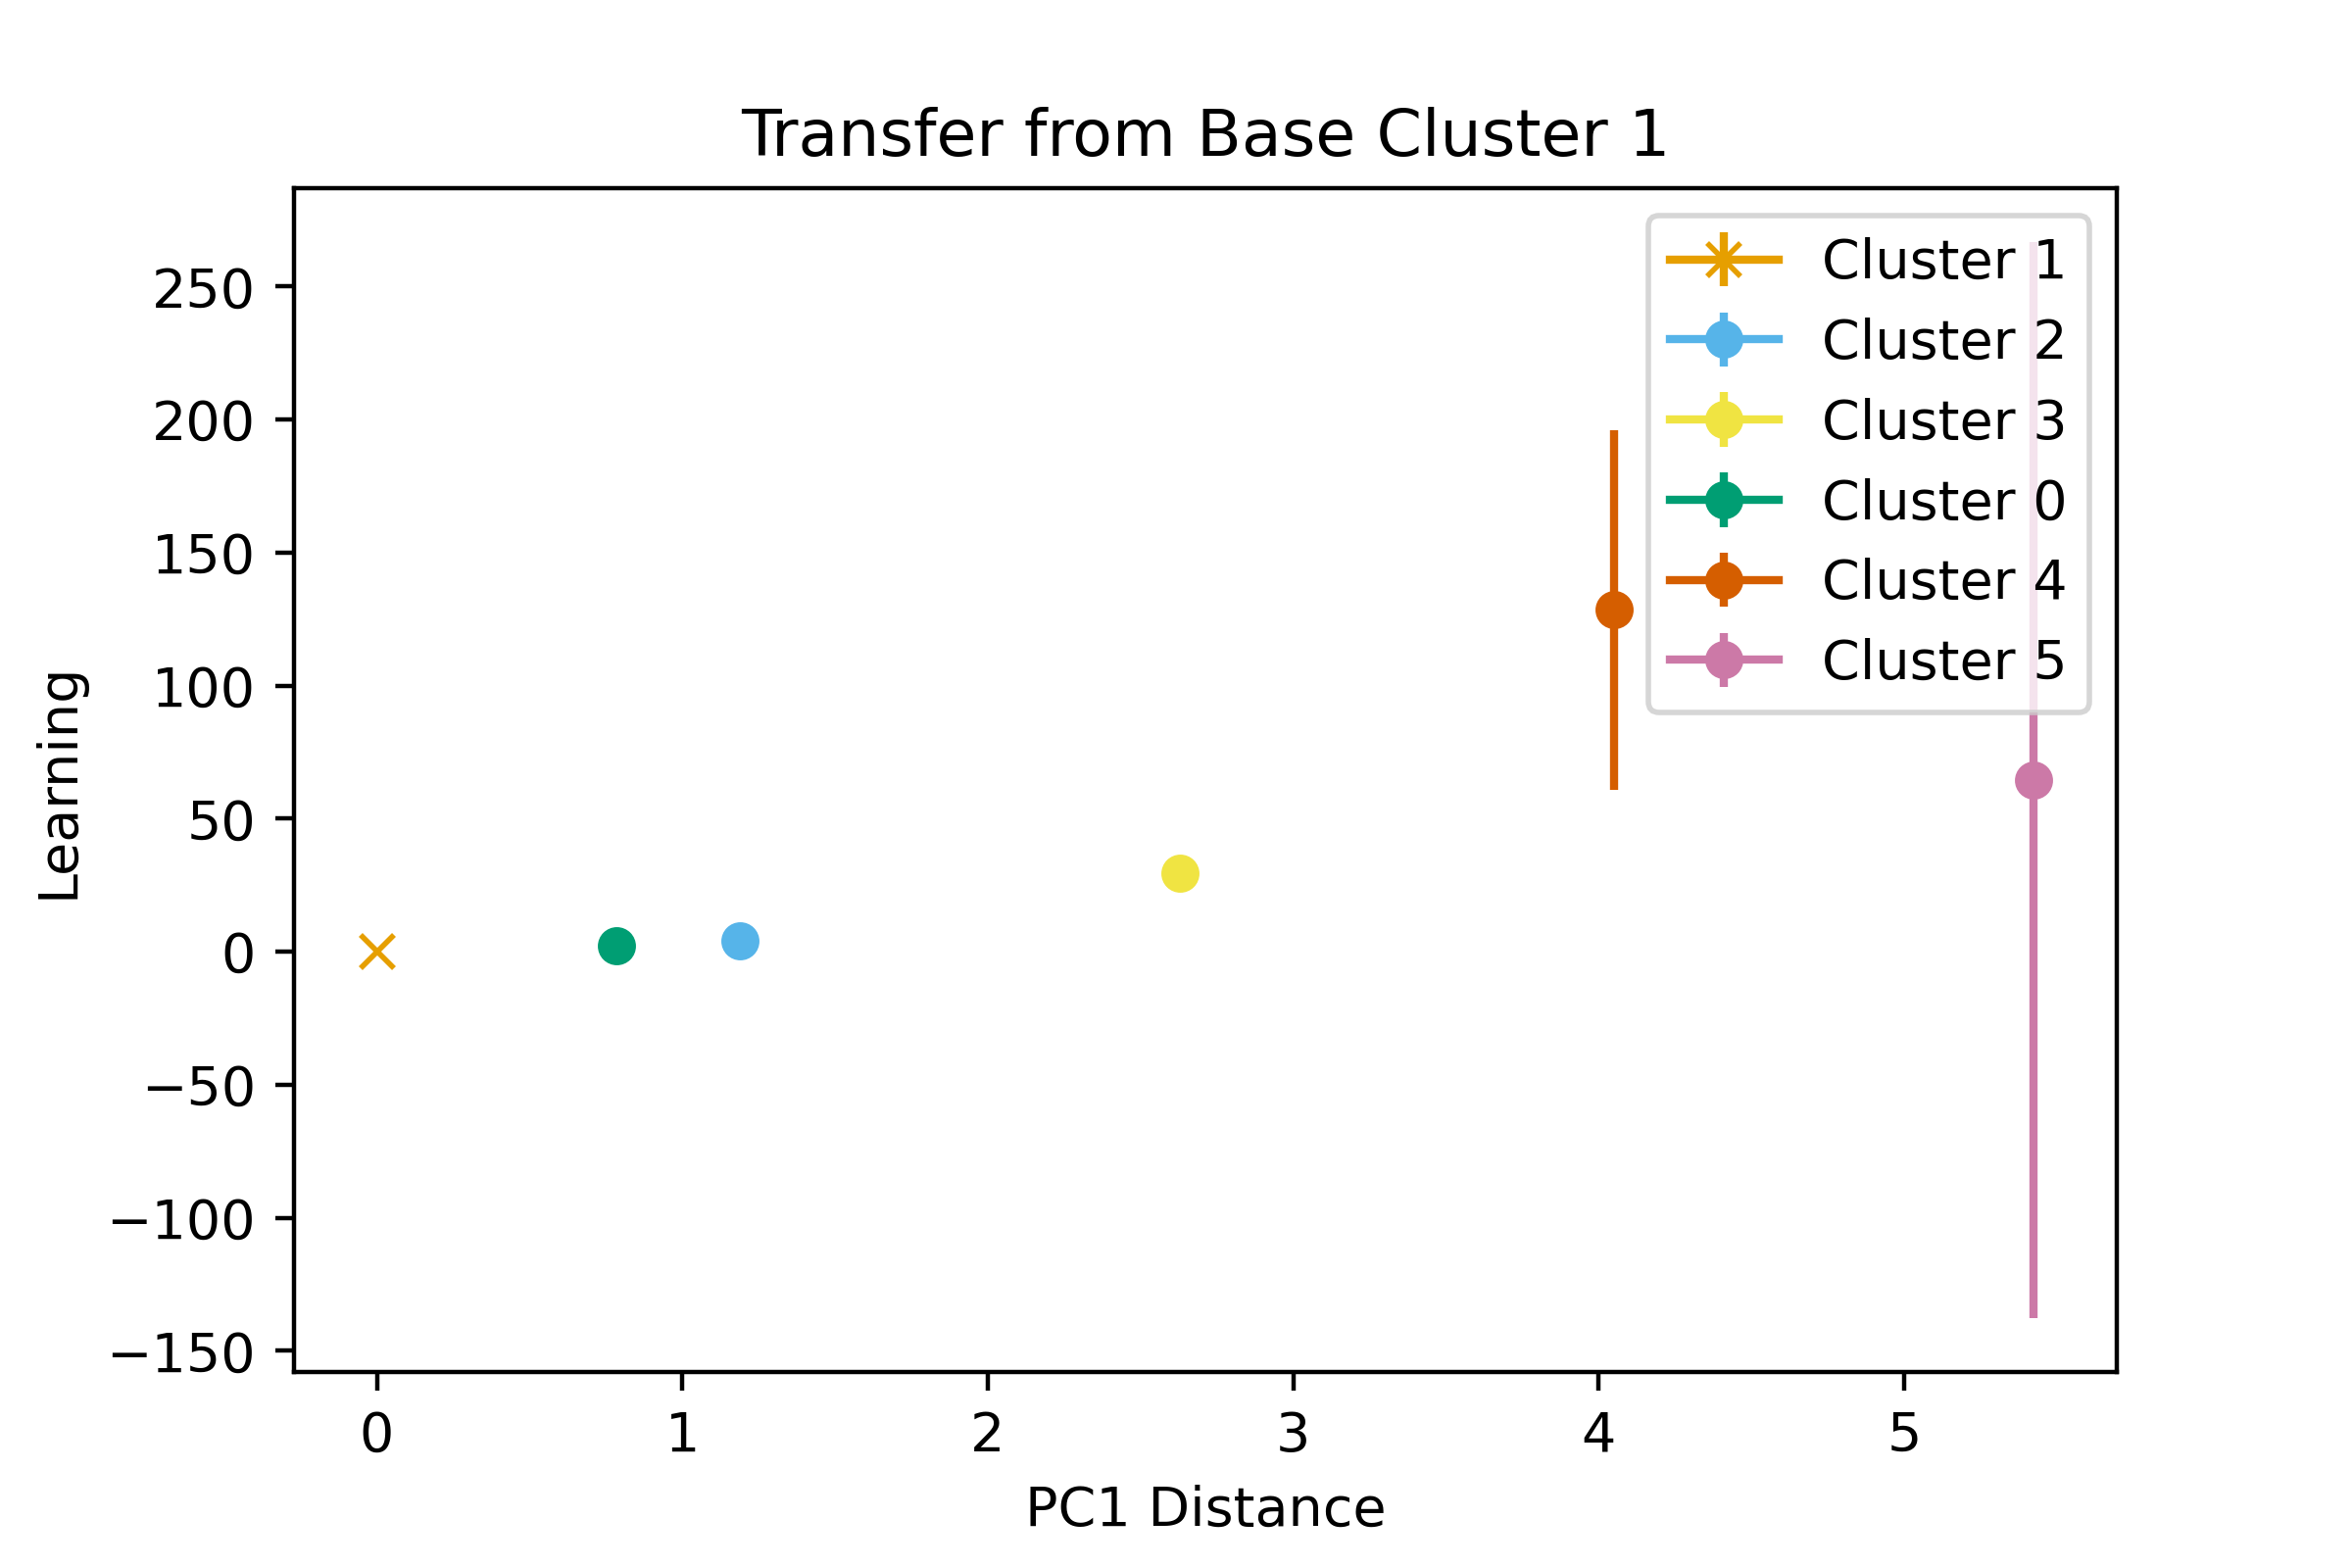 Transfer from Base Cluster 1
Learning
250
200
150
100
50
0
−50
−100
−150
Cluster 1
Cluster 2
Cluster 3
Cluster 0
Cluster 4
Cluster 5
0 1 2 3 4 5
PC1 Distance